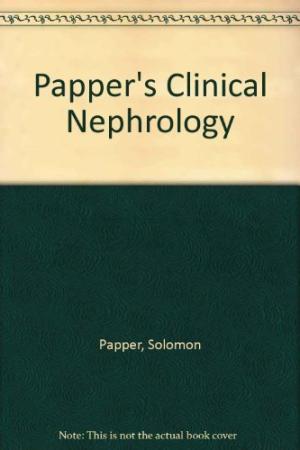 Papper's Clinical
Nephrology
Papper, Solomon
Note: This is not the actual book cover